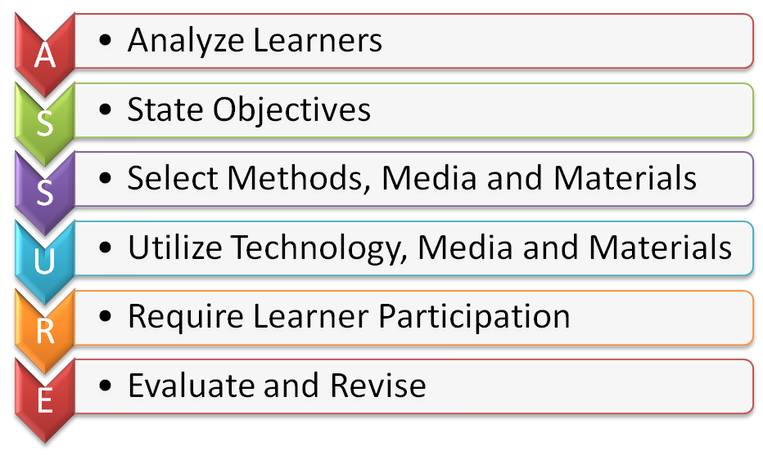 A • Analyze Learners
S • State Objectives
S • Select Methods, Media and Materials
U • Utilize Technology, Media and Materials
R • Require Learner Participation
E • Evaluate and Revise